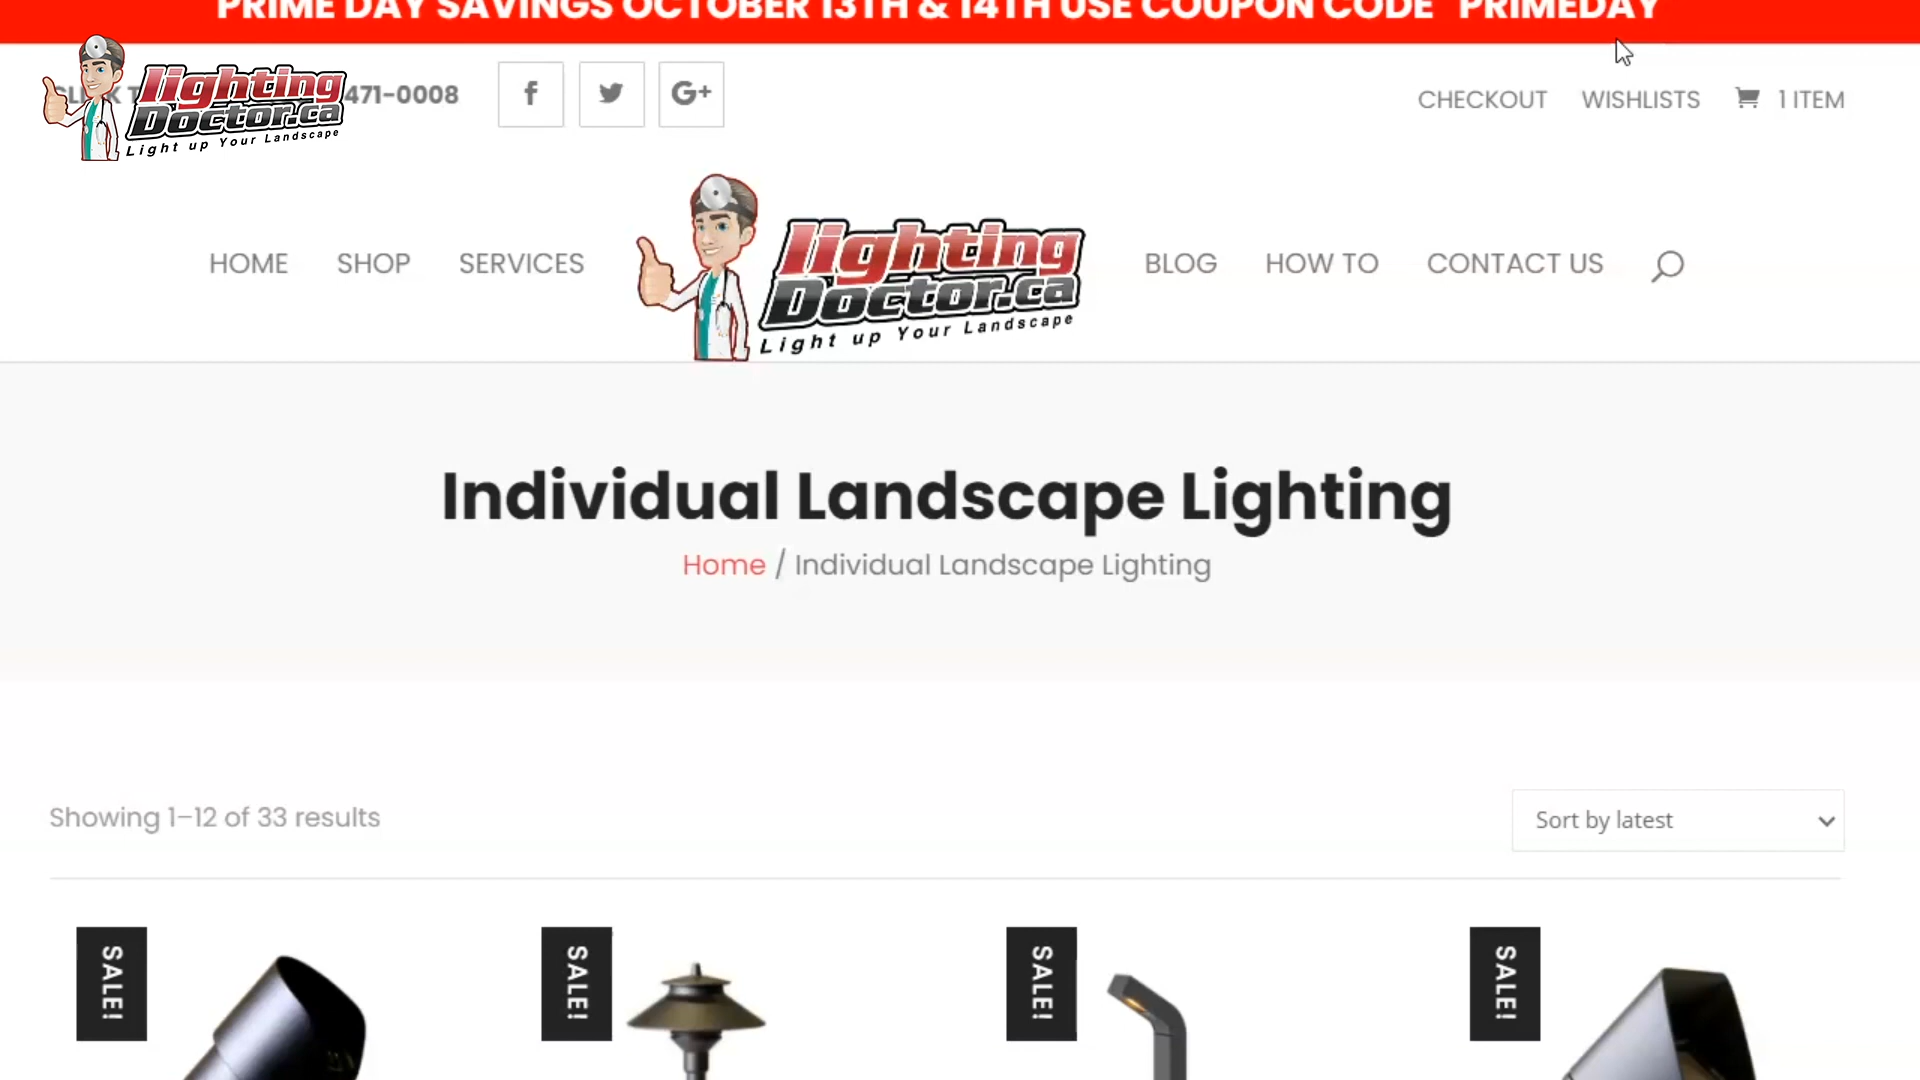 PRIME DAY SAVINGS OCTOBER 13TH & 14TH USE COUPON CODE "PRIMEDAY"
lighting
Doctor.ca
Light up Your Landscape
471-0008
f
G+
CHECKOUT
WISHLISTS
1 ITEM
HOME
SHOP
SERVICES
lighting
Doctor.ca
Light up Your Landscape
BLOG
HOW TO
CONTACT US
Individual Landscape Lighting
Home / Individual Landscape Lighting
Showing 1–12 of 33 results
Sort by latest
SALE!
SALE!
SALE!
SALE!